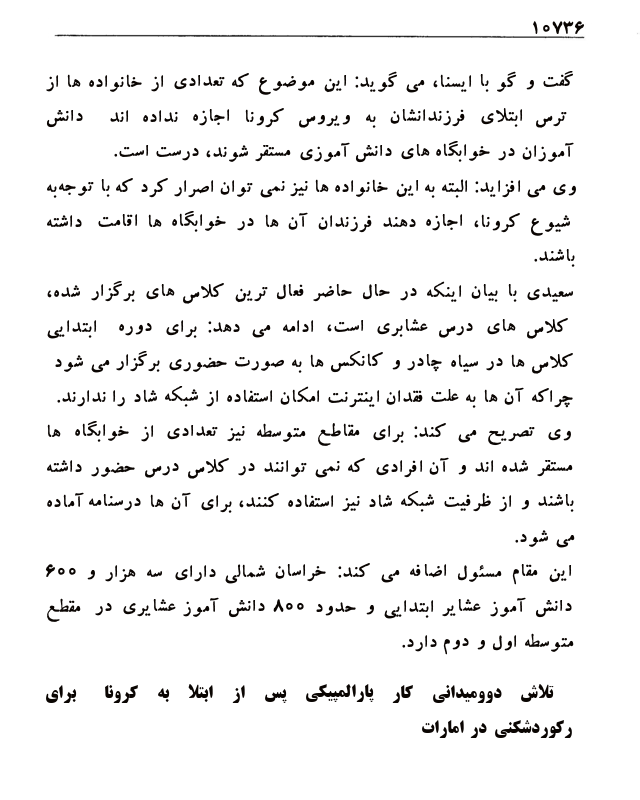 ۱۰۷۳۶
گفت و گو با ایسنا، می گوید: این موضوع که تعدادی از خانواده ها از
ترس ابتلای فرزندانشان به ویروس کرونا اجازه نداده اند دانش
آموزان در خوابگاه های دانش آموزی مستقر شوند، درست است.
وی می افزاید: البته به این خانواده ها نیز نمی توان اصرار کرد که با توجه‌به
شیوع کرونا، اجازه دهند فرزندان آن ها در خوابگاه ها اقامت داشته
باشند.
سعیدی با بیان اینکه در حال حاضر فعال ترین کلاس های برگزار شده،
کلاس های درس عشایری است، ادامه می دهد: برای دوره ابتدایی
کلاس ها در سیاه چادر و کانکس ها به صورت حضوری برگزار می شود
چراکه آن ها به علت فقدان اینترنت امکان استفاده از شبکه شاد را ندارند.
وی تصریح می کند: برای مقاطع متوسطه نیز تعدادی از خوابگاه ها
مستقر شده اند و آن افرادی که نمی توانند در کلاس درس حضور داشته
باشند و از ظرفیت شبکه شاد نیز استفاده کنند، برای آن ها درسنامه آماده
می شود.
این مقام مسئول اضافه می کند: خراسان شمالی دارای سه هزار و ۶۰۰
دانش آموز عشایر ابتدایی و حدود ۸۰۰ دانش آموز عشایری در مقطع
متوسطه اول و دوم دارد.
تلاش دوومیدانی کار پارالمپیکی پس از ابتلا به کرونا برای
رکوردشکنی در امارات